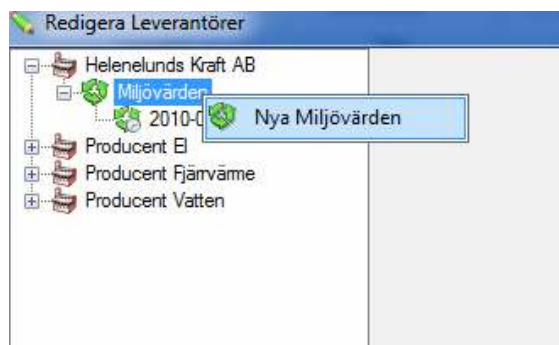 Redigera Leverantörer
Helenelunds Kraft AB
Miljövärden
2010-0
Nya Miljövärden
Producent El
Producent Fjärrvärme
Producent Vatten